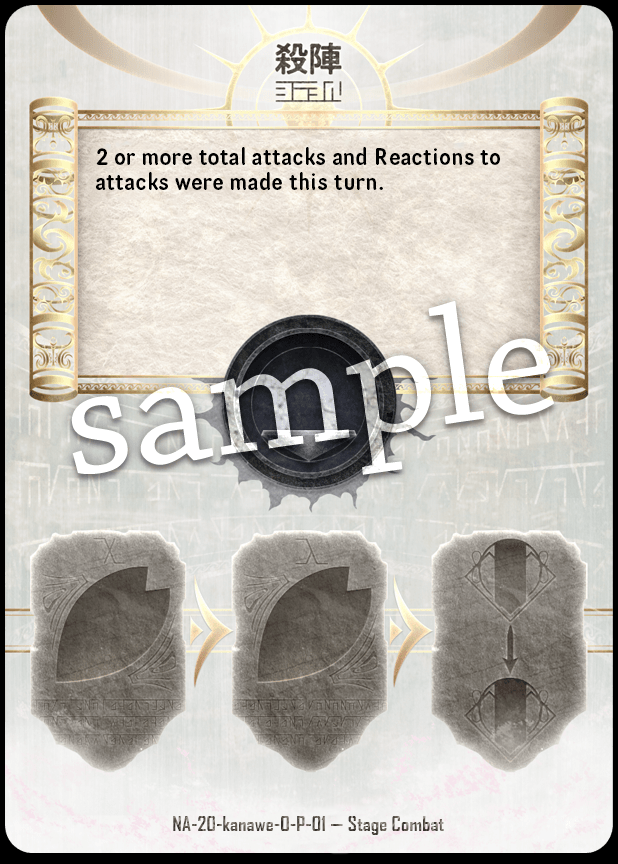 殺陣
2 or more total attacks and Reactions to
attacks were made this turn.
sample
NA-20-kanawe-O-P-01 – Stage Combat